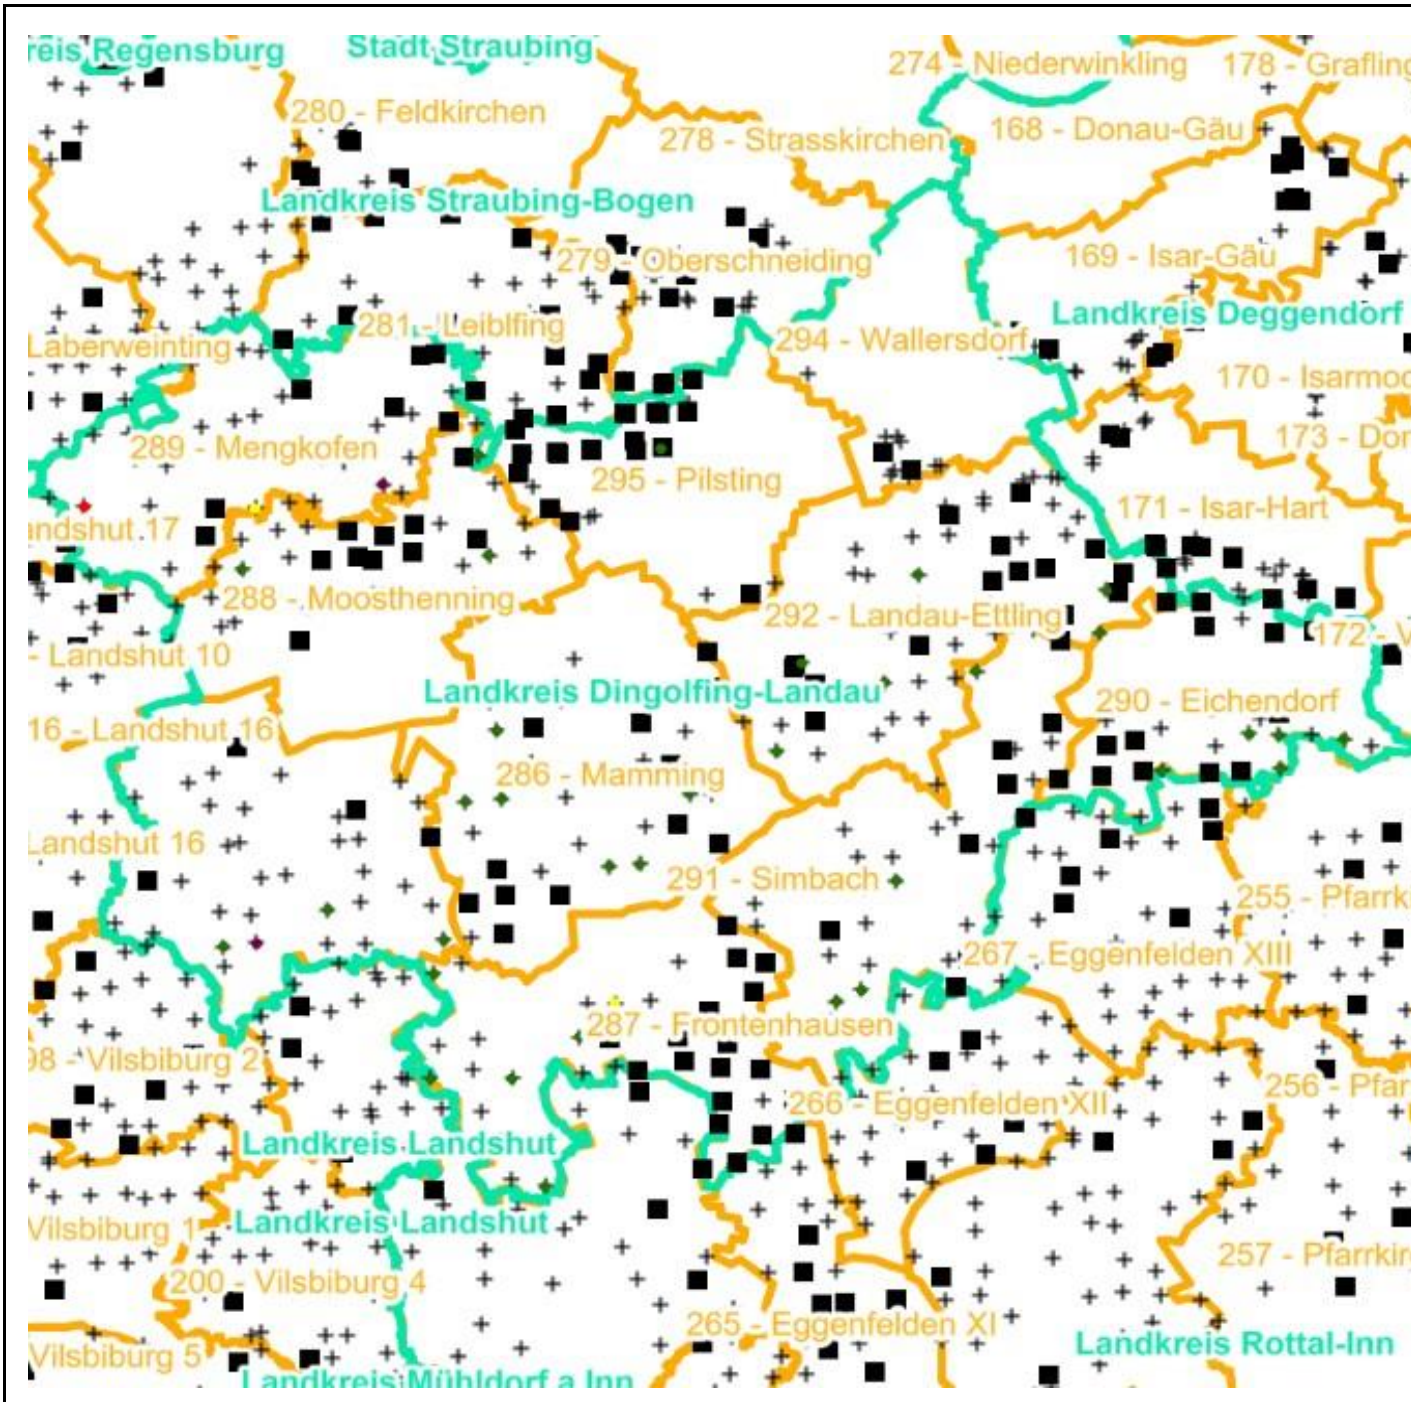 reis Regensburg
Stadt Straubing
274 - Niederwinkling
178 - Grafling
280 - Feldkirchen
278 - Strasskirchen
168 - Donau-Gäu
Landkreis Straubing-Bogen
279 - Oberschneiding
169 - Isar-Gäu
Landkreis Deggendorf
281 - Leiblfing
294 - Wallersdorf
Laberweinting
170 - Isarmoo
289 - Mengkofen
173 - Dor
295 - Pilsting
171 - Isar-Hart
andshut 17
288 - Moosthenning
292 - Landau-Ettling
172 - V
- Landshut 10
Landkreis Dingolfing-Landau
290 - Eichendorf
16 - Landshut 16
286 - Mamming
Landshut 16
291 - Simbach
255 - Pfarrk
267 - Eggenfelden XIII
287 - Frontenhausen
98 - Vilsbiburg 2
256 - Pfar
266 - Eggenfelden XII
Landkreis Landshut
Landkreis Landshut
Vilsbiburg 1
257 - Pfarrkir
200 - Vilsbiburg 4
265 - Eggenfelden XI
Landkreis Rottal-Inn
Vilsbiburg 5
Landkreis Mühldorf a.Inn